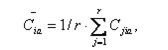 C̄ia = 1/r · ∑_{j=1}^{r} Cjia,